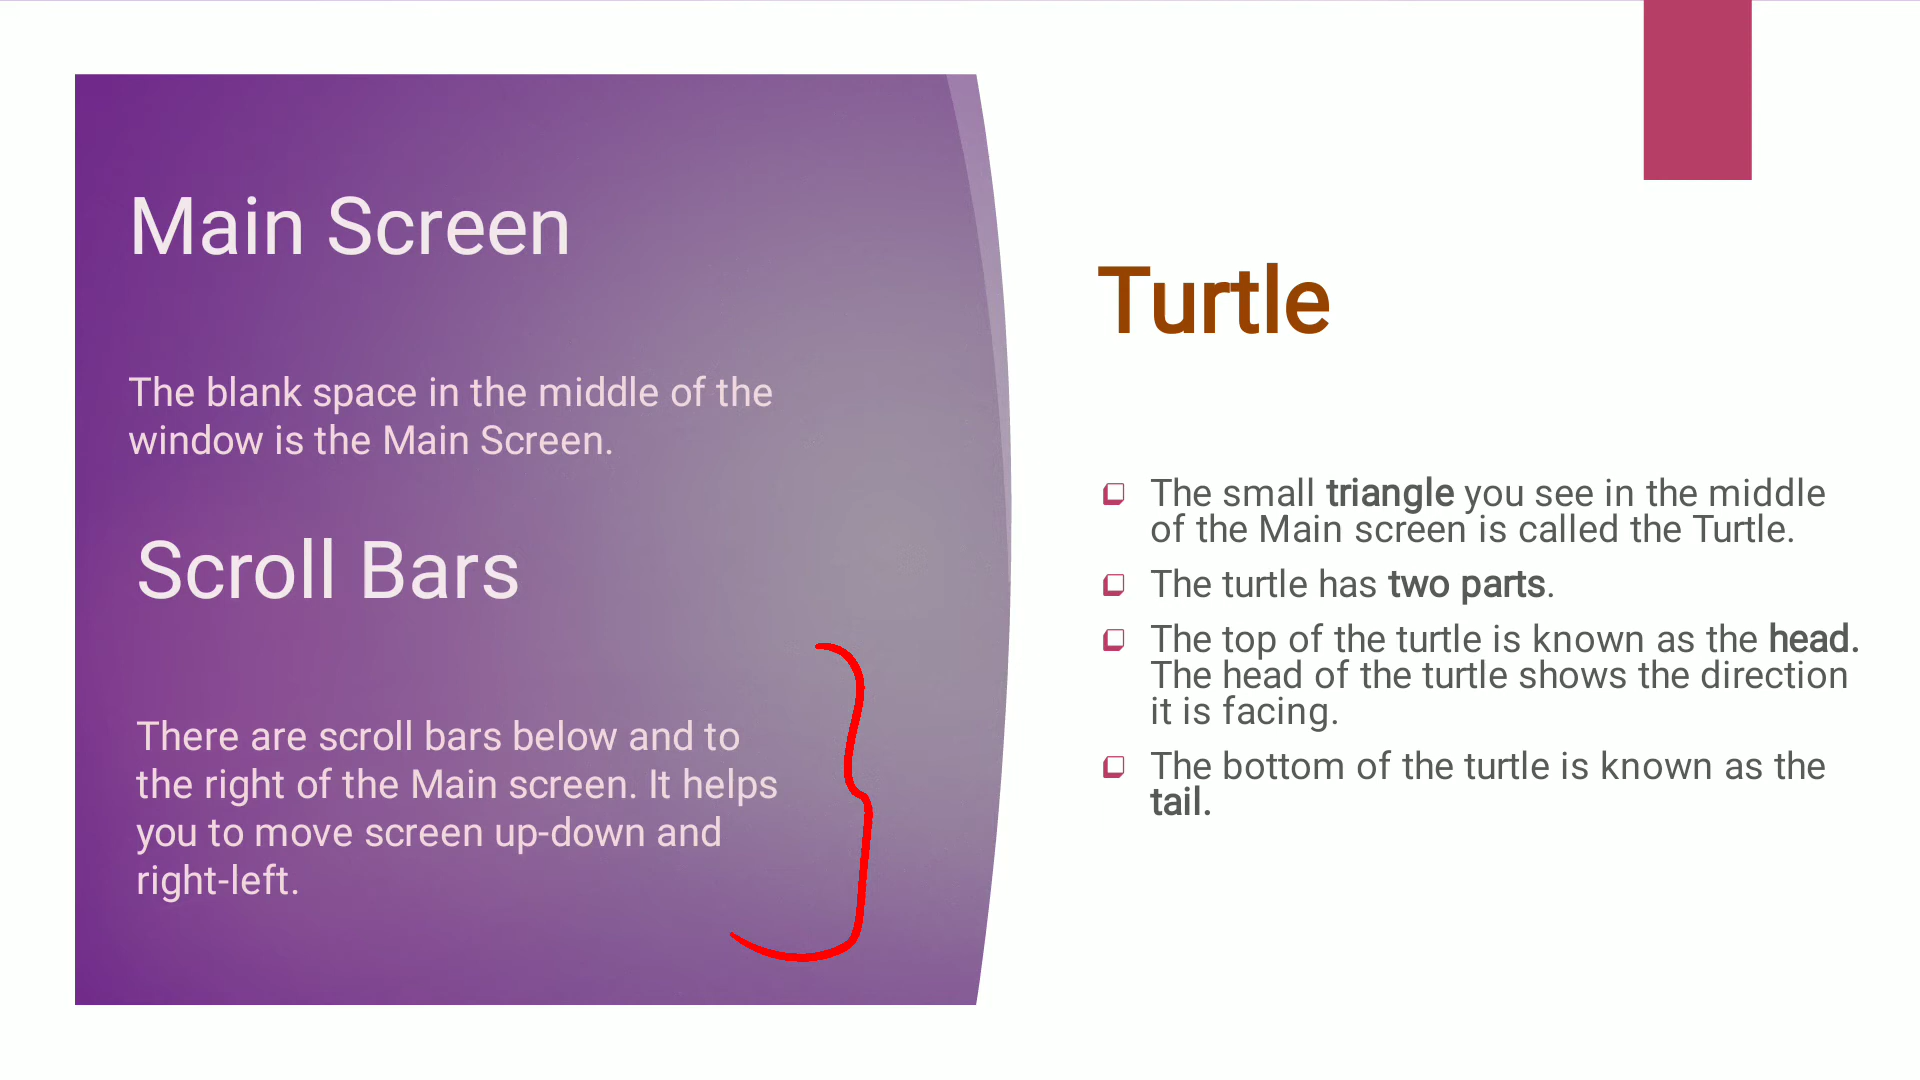 Main Screen
The blank space in the middle of the
window is the Main Screen.
Scroll Bars
There are scroll bars below and to
the right of the Main screen. It helps
you to move screen up-down and
right-left.
Turtle
The small triangle you see in the middle
of the Main screen is called the Turtle.
The turtle has two parts.
The top of the turtle is known as the head.
The head of the turtle shows the direction
it is facing.
The bottom of the turtle is known as the
tail.